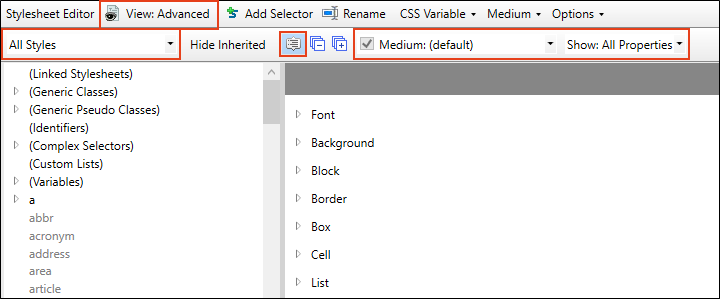 Stylesheet Editor View: Advanced Add Selector Rename CSS Variable Medium Options
All Styles Hide Inherited Medium: (default) Show: All Properties
(Linked Stylesheets)
(Generic Classes)
(Generic Pseudo Classes)
(Identifiers)
(Complex Selectors)
(Custom Lists)
(Variables)
a
abbr
acronym
address
area
article
Font
Background
Block
Border
Box
Cell
List